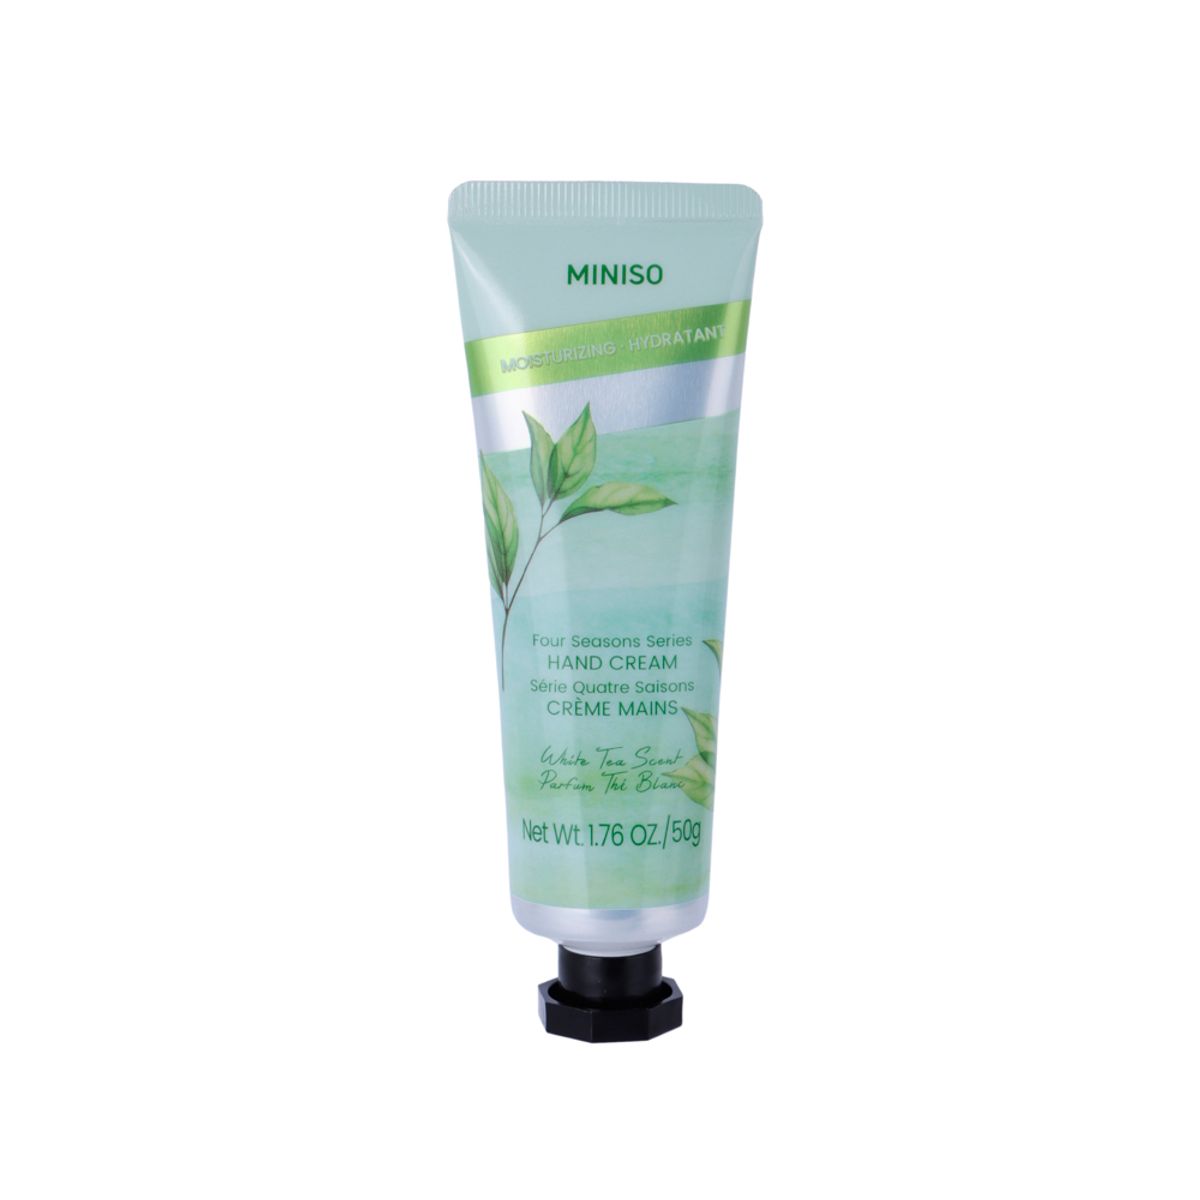 MINISO
MOISTURIZING · HYDRATANT
Four Seasons Series
HAND CREAM
Série Quatre Saisons
CRÈME MAINS
White Tea Scent
Parfum Thé Blanc
Net Wt. 1.76 OZ./50g